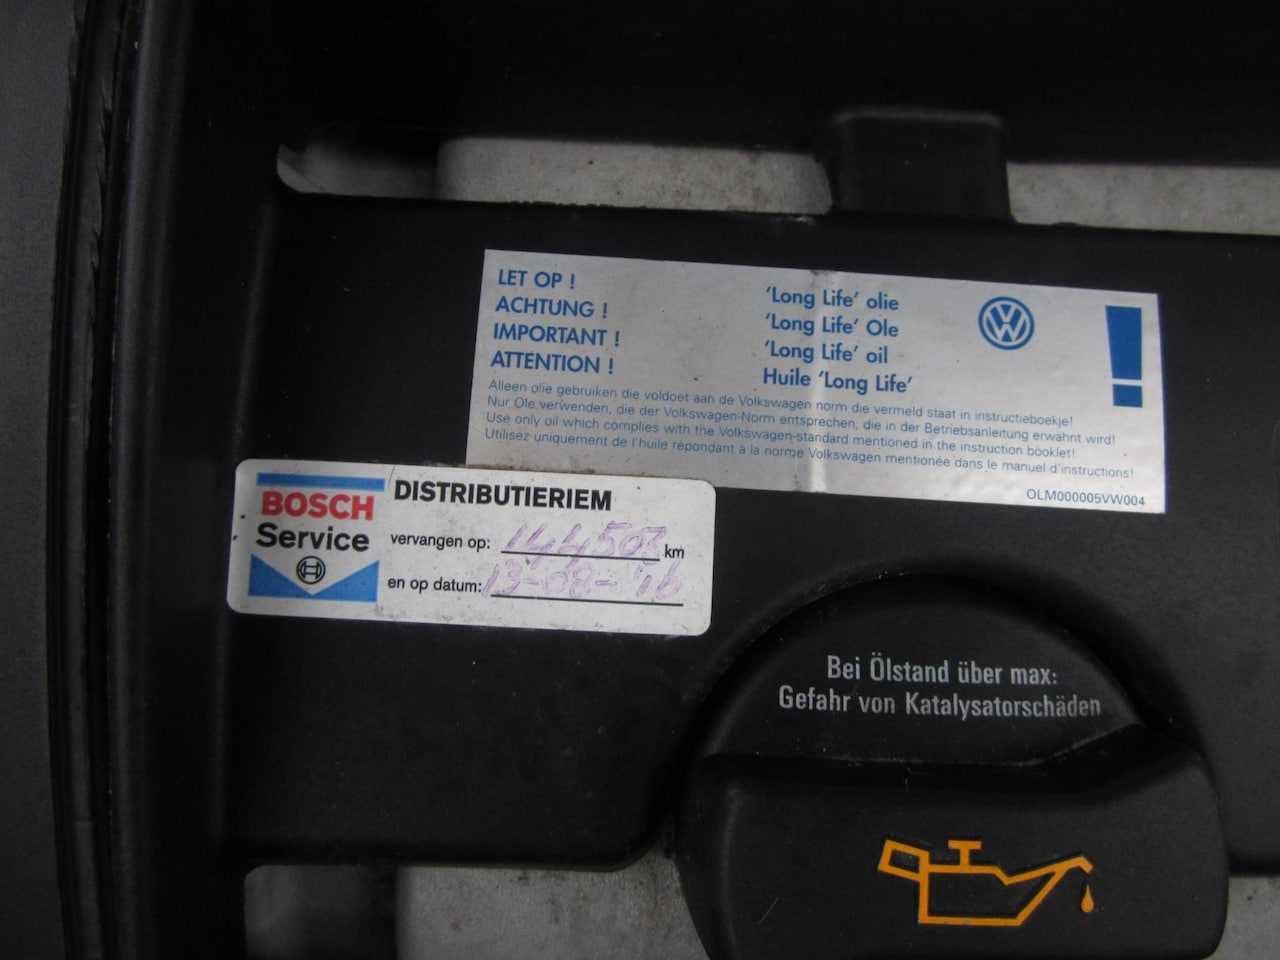 LET OP !
ACHTUNG !
IMPORTANT !
ATTENTION !
'Long Life' olie
'Long Life' Ole
'Long Life' oil
Huile 'Long Life'
Alleen olie gebruiken die voldoet aan de Volkswagen norm die vermeld staat in instructieboekje!
Nur Ole verwenden, die der Volkswagen-Norm entsprechen, die in der Betriebsanleitung erwähnt wird!
Use only oil which complies with the Volkswagen-standard mentioned in the instruction booklet!
Utilisez uniquement de l'huile répondant à la norme Volkswagen mentionée dans le manuel d'instructions!
OLM000005VW004
BOSCH
Service
DISTRIBUTIERIEM
vervangen op: 144503 km
en op datum: 13-08-'16
Bei Ölstand über max:
Gefahr von Katalysatorschäden